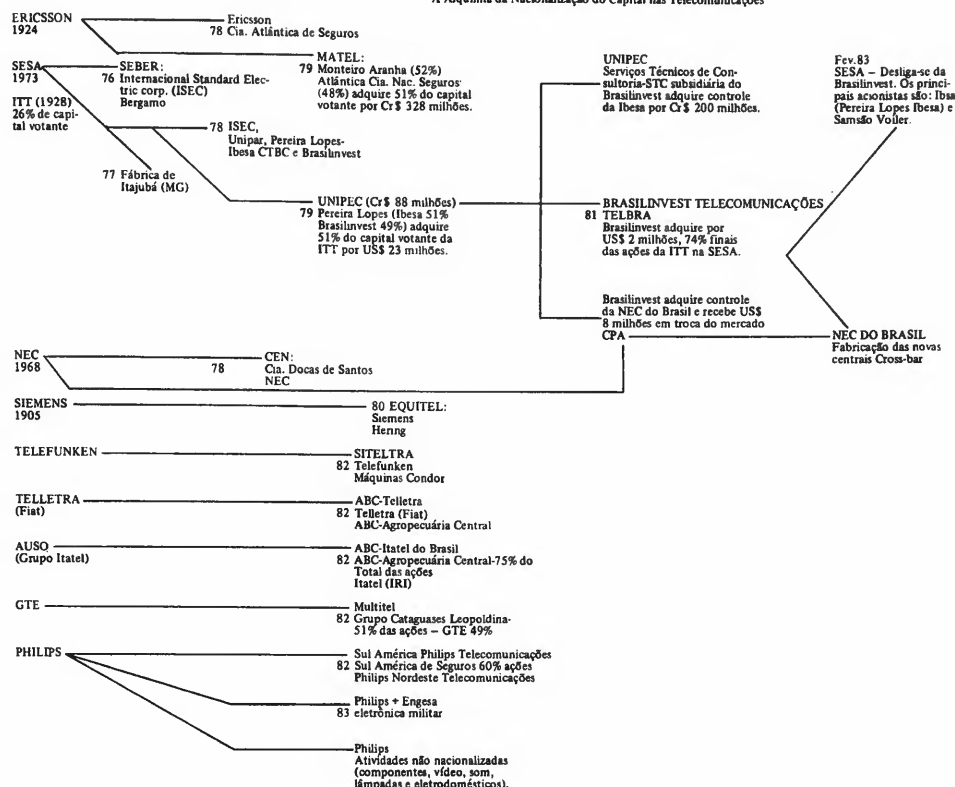 A Alquimia da Nacionalização do Capital nas Telecomunicações
ERICSSON
1924
Ericsson
78 Cia. Atlântica de Seguros
MATEL:
79 Monteiro Aranha (52%)
Atlântica Cia. Nac. Seguros
(48%) adquire 51% do capital
votante por Cr$ 328 milhões.
SESA
1973
ITT (1928)
26% de capi-
tal votante
SEBER:
76 Internacional Standard Elec-
tric corp. (ISEC)
Bergamo
78 ISEC,
Unipar, Pereira Lopes-
Ibesa CTBC e Brasilinvest
77 Fábrica de
Itajubá (MG)
UNIPEC (Cr$ 88 milhões)
79 Pereira Lopes (Ibesa 51%
Brasilinvest 49%) adquire
51% do capital votante da
ITT por US$ 23 milhões.
UNIPEC
Serviços Técnicos de Con-
sultoria-STC subsidiária do
Brasilinvest adquire controle
da Ibesa por Cr$ 200 milhões.
BRASILINVEST TELECOMUNICAÇÕES
81 TELBRA
Brasilinvest adquire por
US$ 2 milhões, 74% finais
das ações da ITT na SESA.
Brasilinvest adquire controle
da NEC do Brasil e recebe US$
8 milhões em troca do mercado
CPA
Fev.83
SESA – Desliga-se da
Brasilinvest. Os princi-
pais acionistas são: Ibsa
(Pereira Lopes Ibesa) e
Samsão Voiler.
NEC DO BRASIL
Fabricação das novas
centrais Cross-bar
NEC
1968
CEN:
78 Cia. Docas de Santos
NEC
SIEMENS
1905
80 EQUITEL:
Siemens
Hering
TELEFUNKEN
SITELTRA
82 Telefunken
Máquinas Condor
TELLETRA
(Fiat)
ABC-Telletra
82 Telletra (Fiat)
ABC-Agropecuária Central
AUSO
(Grupo Itatel)
ABC-Itatel do Brasil
82 ABC-Agropecuária Central-75% do
Total das ações
Itatel (IRI)
GTE
Multitel
82 Grupo Cataguases Leopoldina-
51% das ações – GTE 49%
PHILIPS
Sul América Philips Telecomunicações
82 Sul América de Seguros 60% ações
Philips Nordeste Telecomunicações
Philips + Engesa
83 eletrônica militar
Philips
Atividades não nacionalizadas
(componentes, vídeo, som,
lâmpadas e eletrodomésticos).